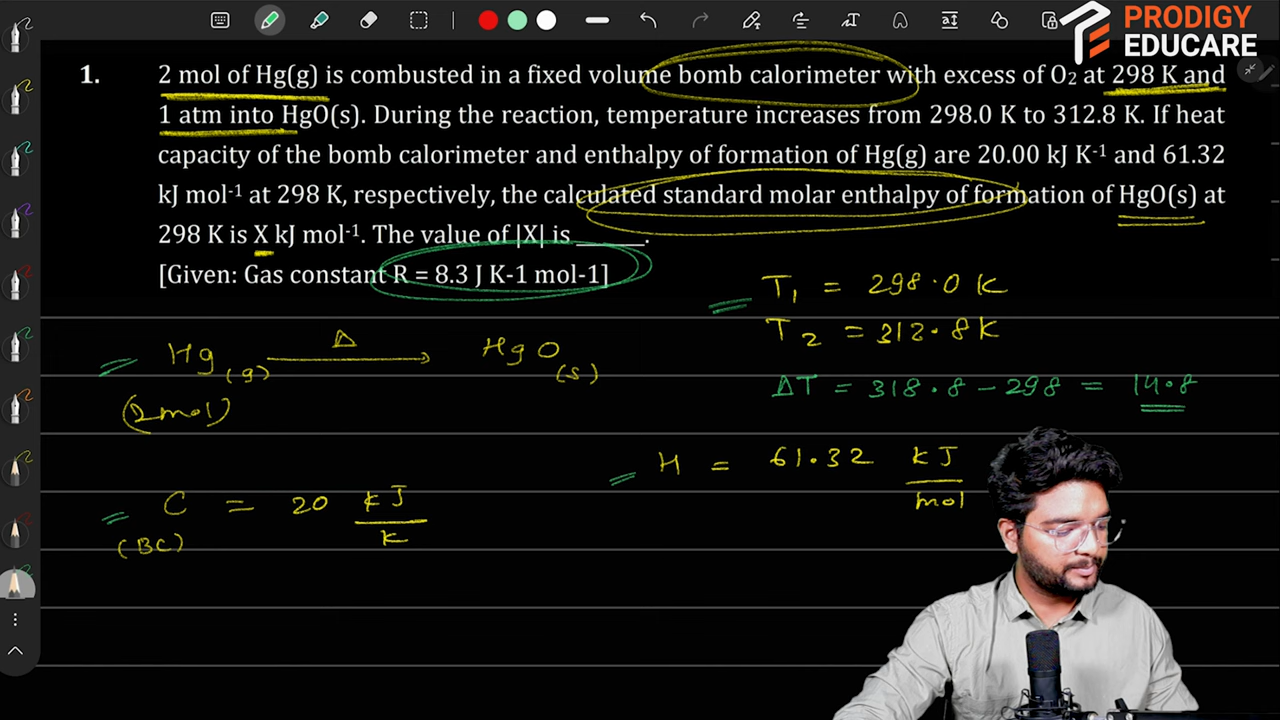 PRODIGY
EDUCARE
1. 2 mol of Hg(g) is combusted in a fixed volume bomb calorimeter with excess of O₂ at 298 K and
1 atm into HgO(s). During the reaction, temperature increases from 298.0 K to 312.8 K. If heat
capacity of the bomb calorimeter and enthalpy of formation of Hg(g) are 20.00 kJ K⁻¹ and 61.32
kJ mol⁻¹ at 298 K, respectively, the calculated standard molar enthalpy of formation of HgO(s) at
298 K is X kJ mol⁻¹. The value of |X| is ______.
[Given: Gas constant R = 8.3 J K-1 mol-1]
T₁ = 298.0 K
T₂ = 312.8 K
ΔT = 318.8 - 298 = 14.8
Hg(g) Δ→ HgO(s)
(2mol)
H = 61.32 kJ/mol
C(BC) = 20 kJ/K